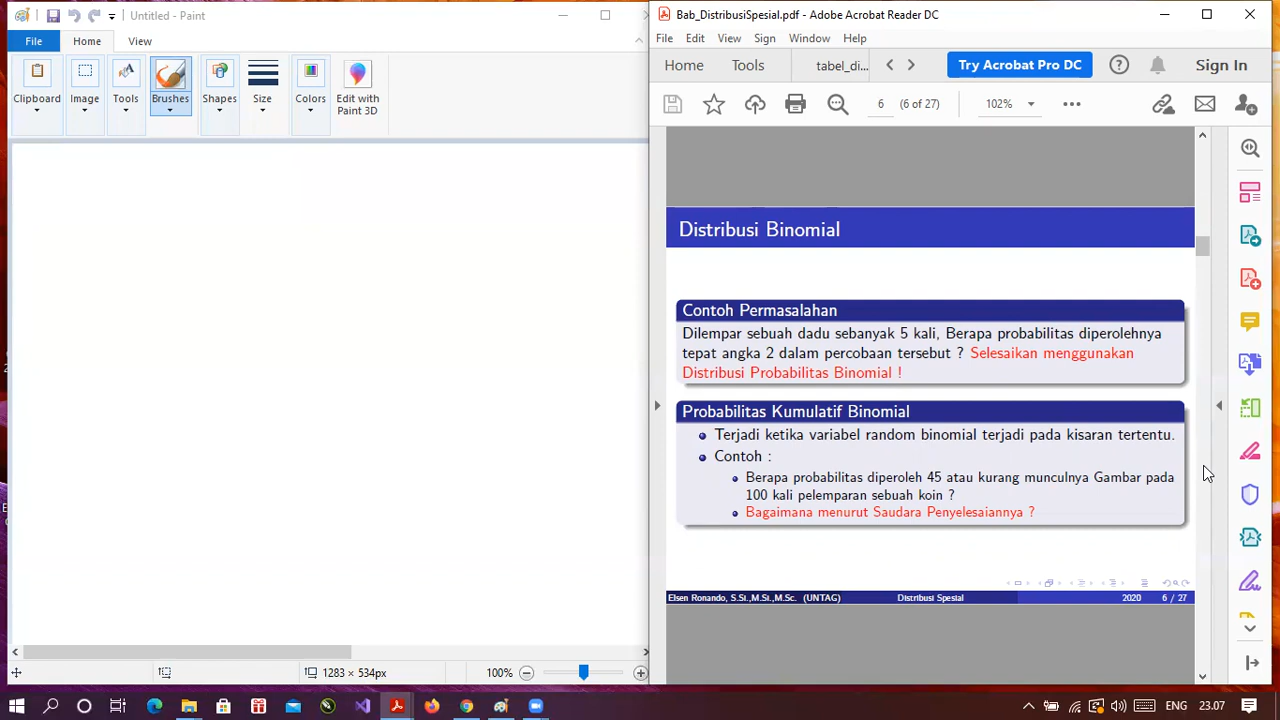 Untitled - Paint
File
Home
View
Clipboard
Image
Tools
Brushes
Shapes
Size
Colors
Edit with
Paint 3D
1283 × 534px
100%
Bab_DistribusiSpesial.pdf - Adobe Acrobat Reader DC
File
Edit
View
Sign
Window
Help
Home
Tools
tabel_di...
Try Acrobat Pro DC
Sign In
6
(6 of 27)
102%
Distribusi Binomial
Contoh Permasalahan
Dilempar sebuah dadu sebanyak 5 kali, Berapa probabilitas diperolehnya
tepat angka 2 dalam percobaan tersebut ? Selesaikan menggunakan
Distribusi Probabilitas Binomial !
Probabilitas Kumulatif Binomial
Terjadi ketika variabel random binomial terjadi pada kisaran tertentu.
Contoh :
Berapa probabilitas diperoleh 45 atau kurang munculnya Gambar pada
100 kali pelemparan sebuah koin ?
Bagaimana menurut Saudara Penyelesaiannya ?
Elsen Ronando, S.Si.,M.Si.,M.Sc. (UNTAG)
Distribusi Spesial
2020
6 / 27
ENG
23.07